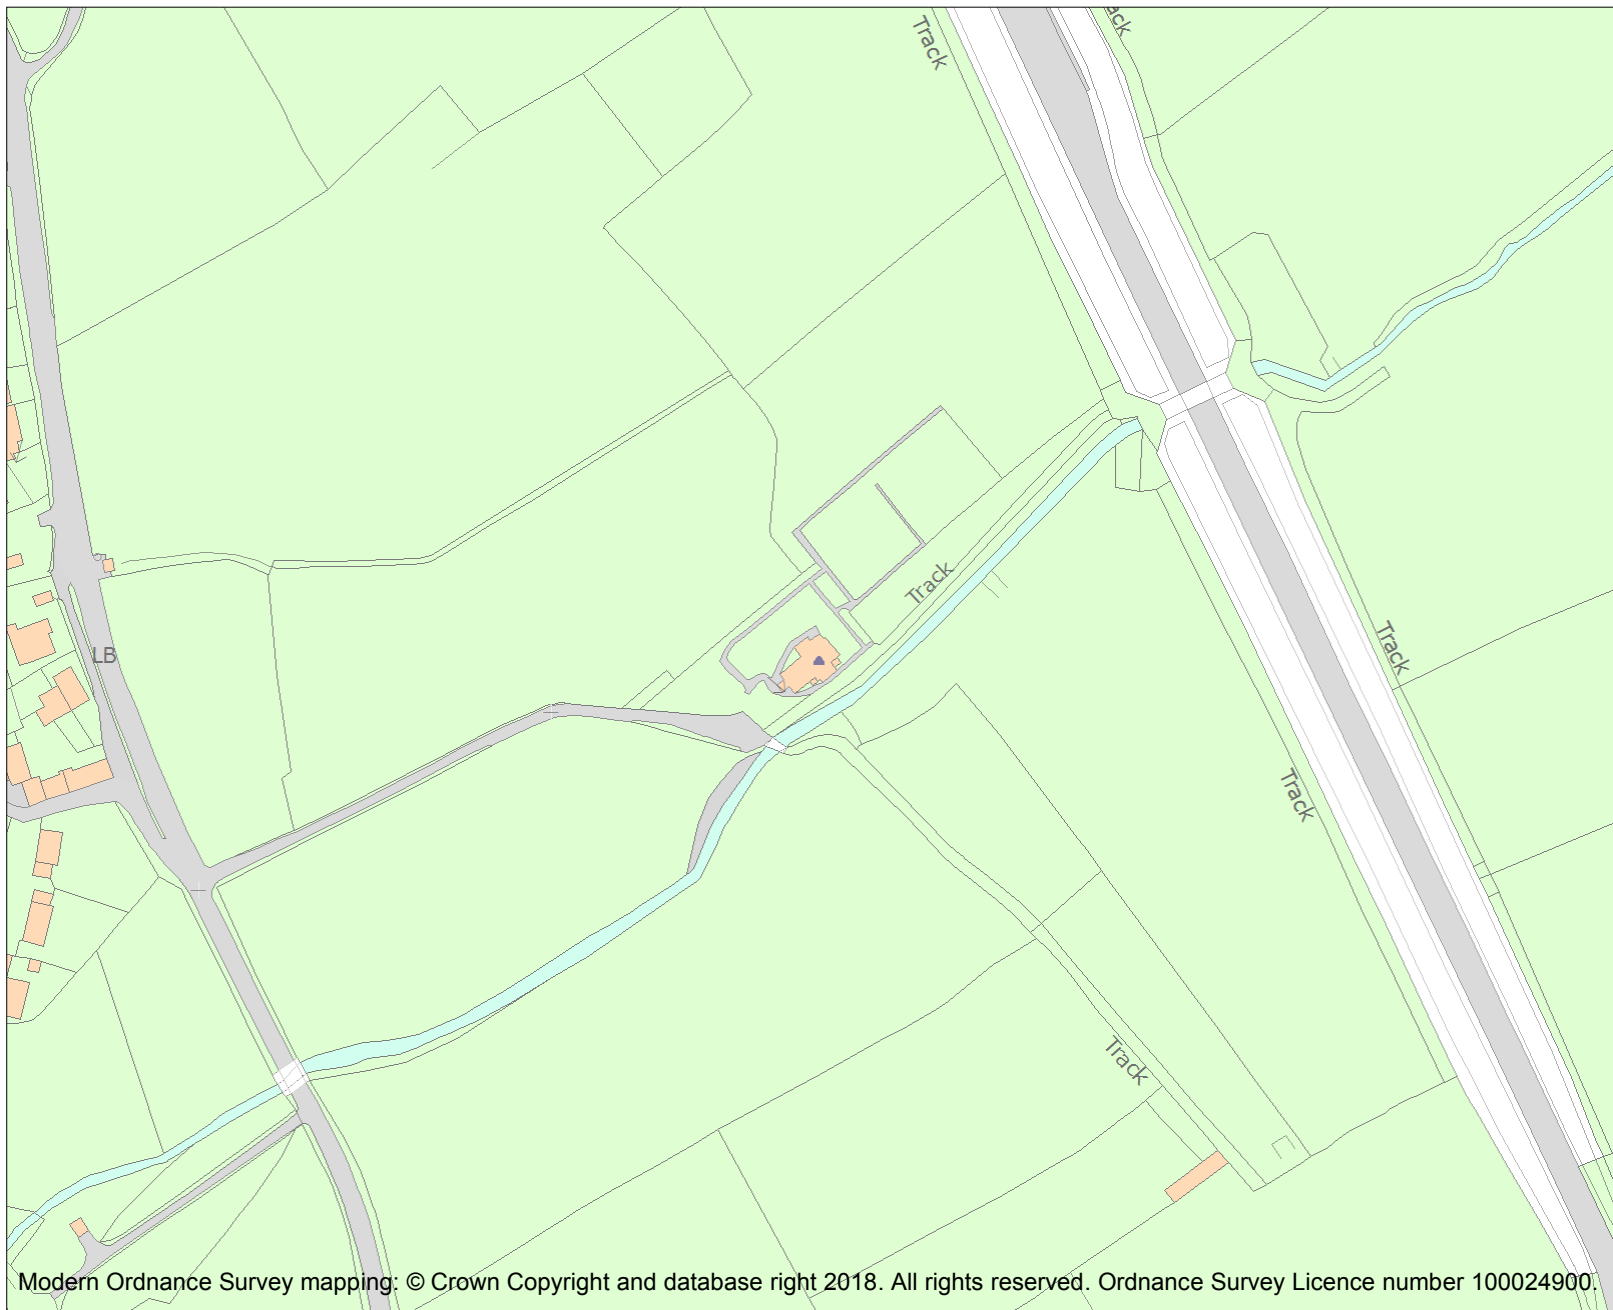 Track
ack
Track
LB
Track
Track
Track
Modern Ordnance Survey mapping: © Crown Copyright and database right 2018. All rights reserved. Ordnance Survey Licence number 100024900.